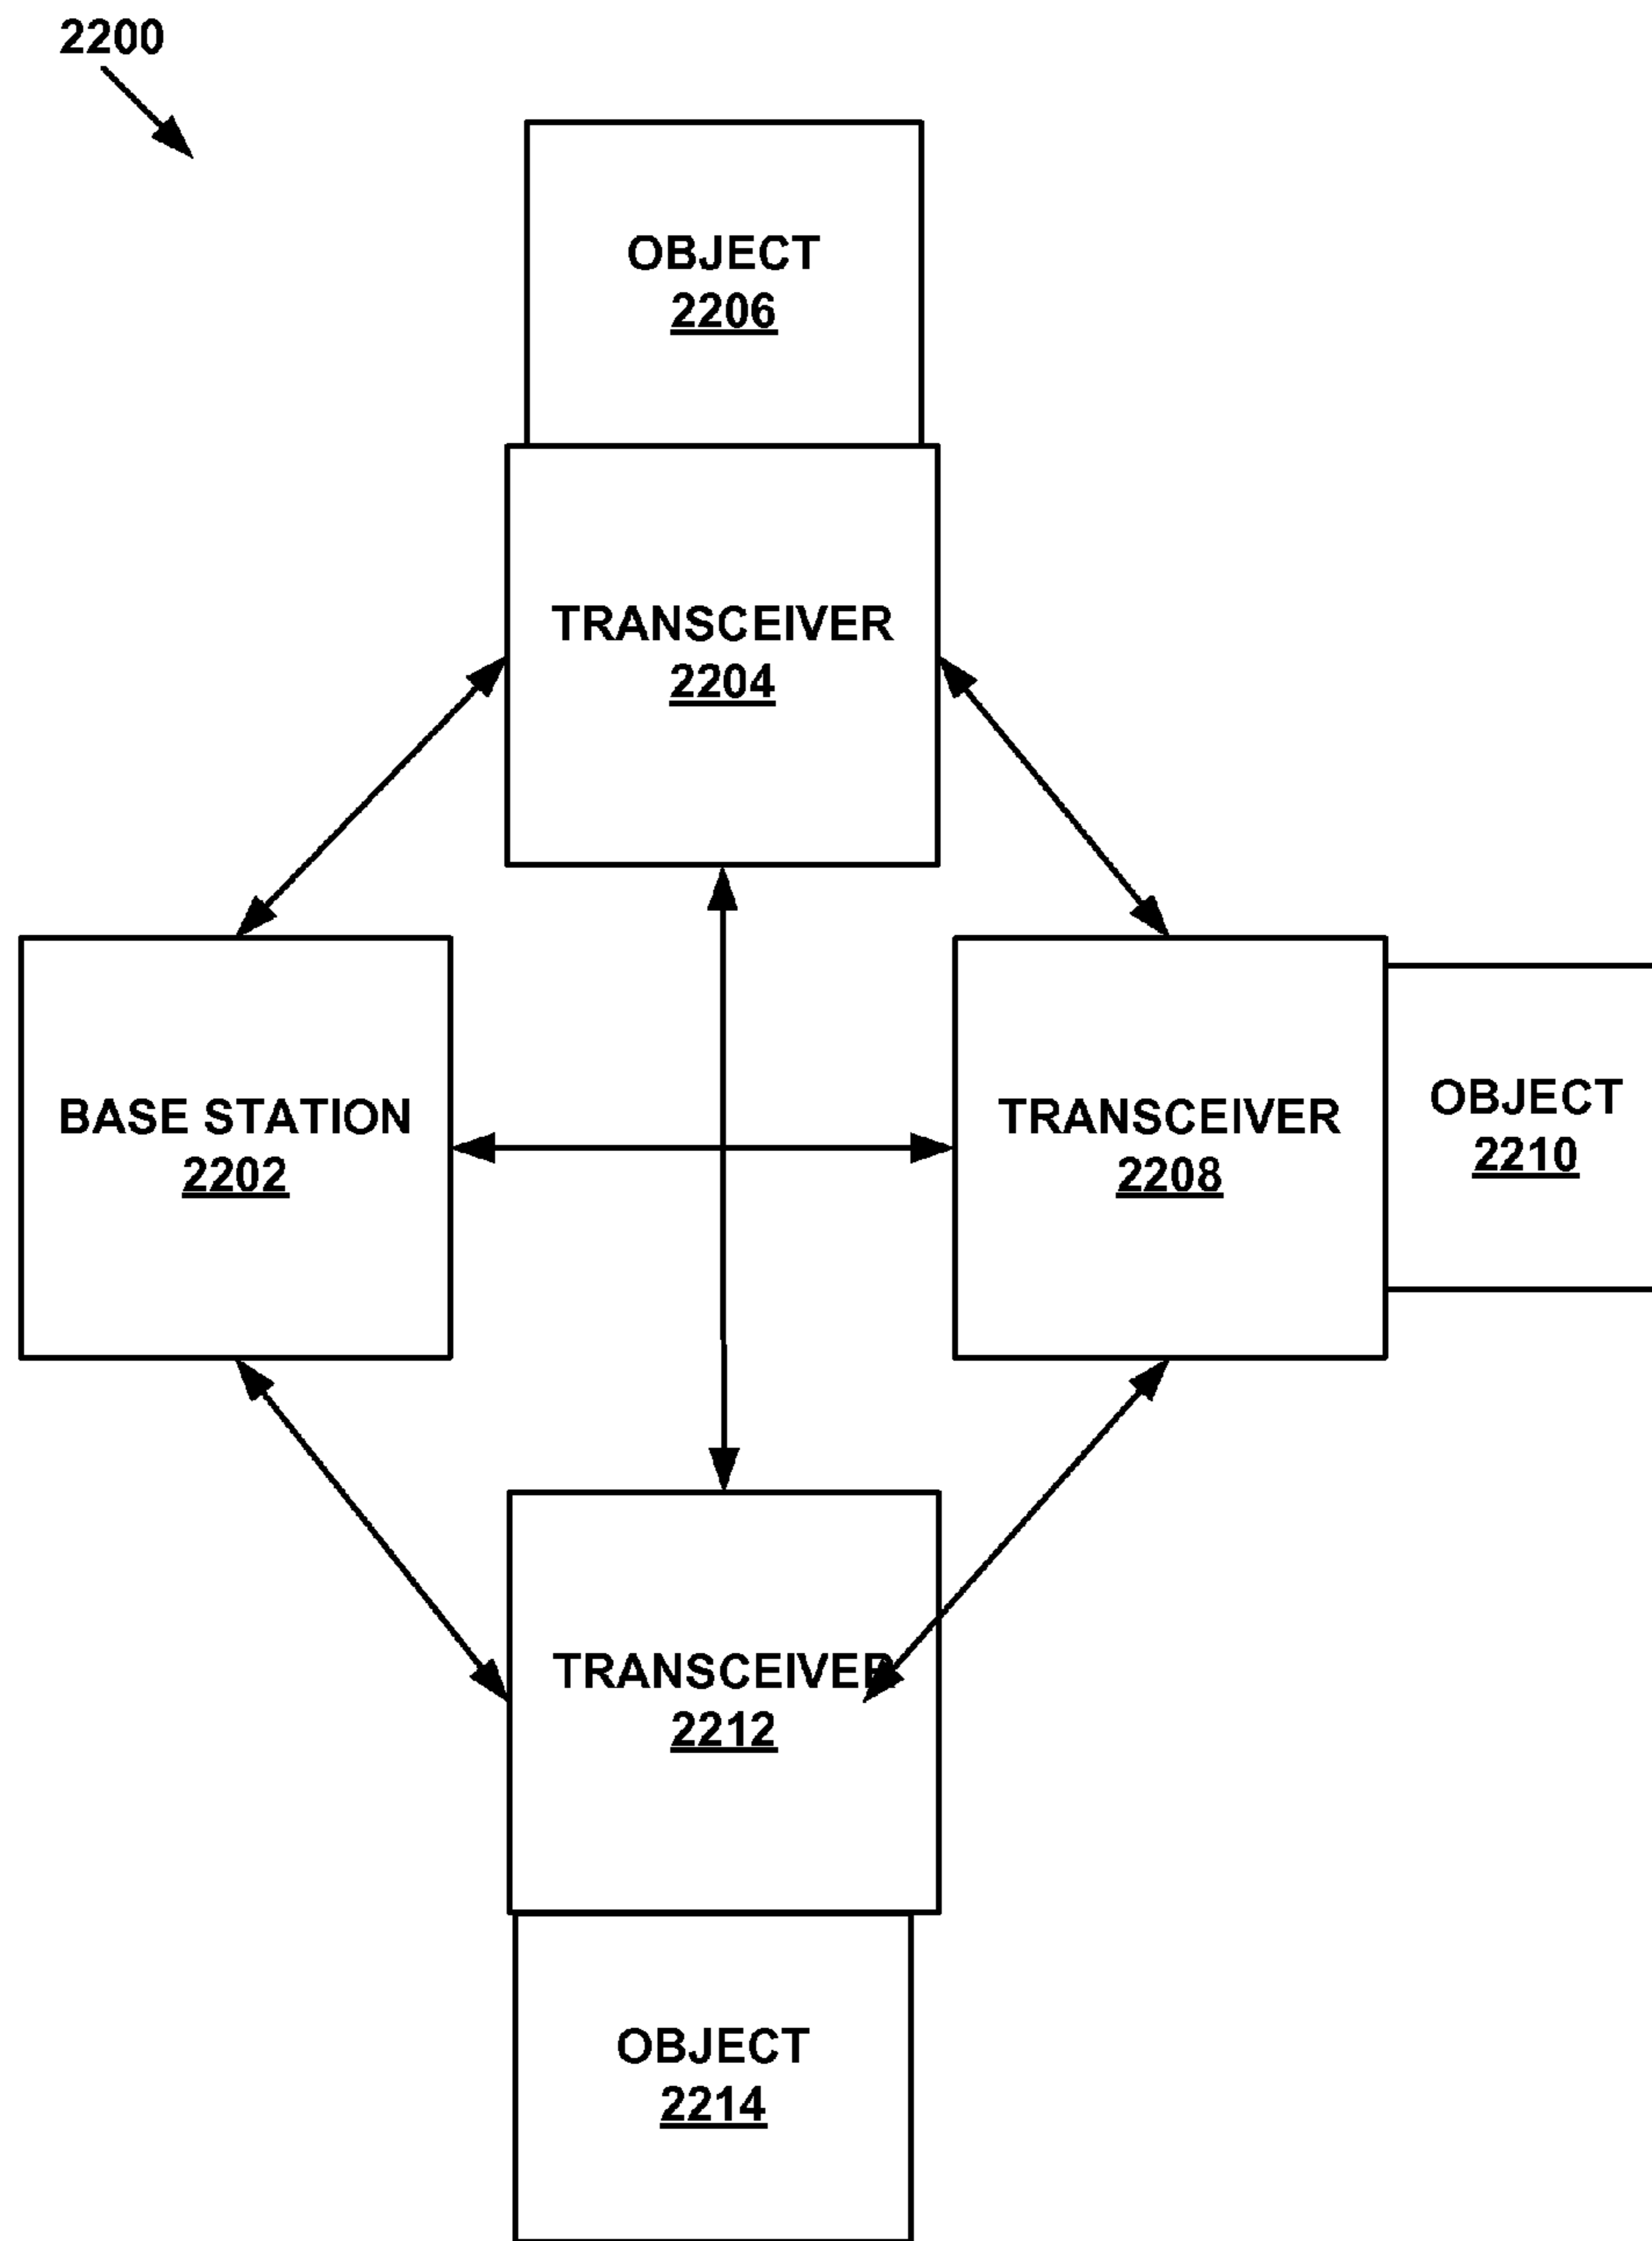 2200
OBJECT
2206
TRANSCEIVER
2204
BASE STATION
2202
TRANSCEIVER
2208
OBJECT
2210
TRANSCEIVER
2212
OBJECT
2214